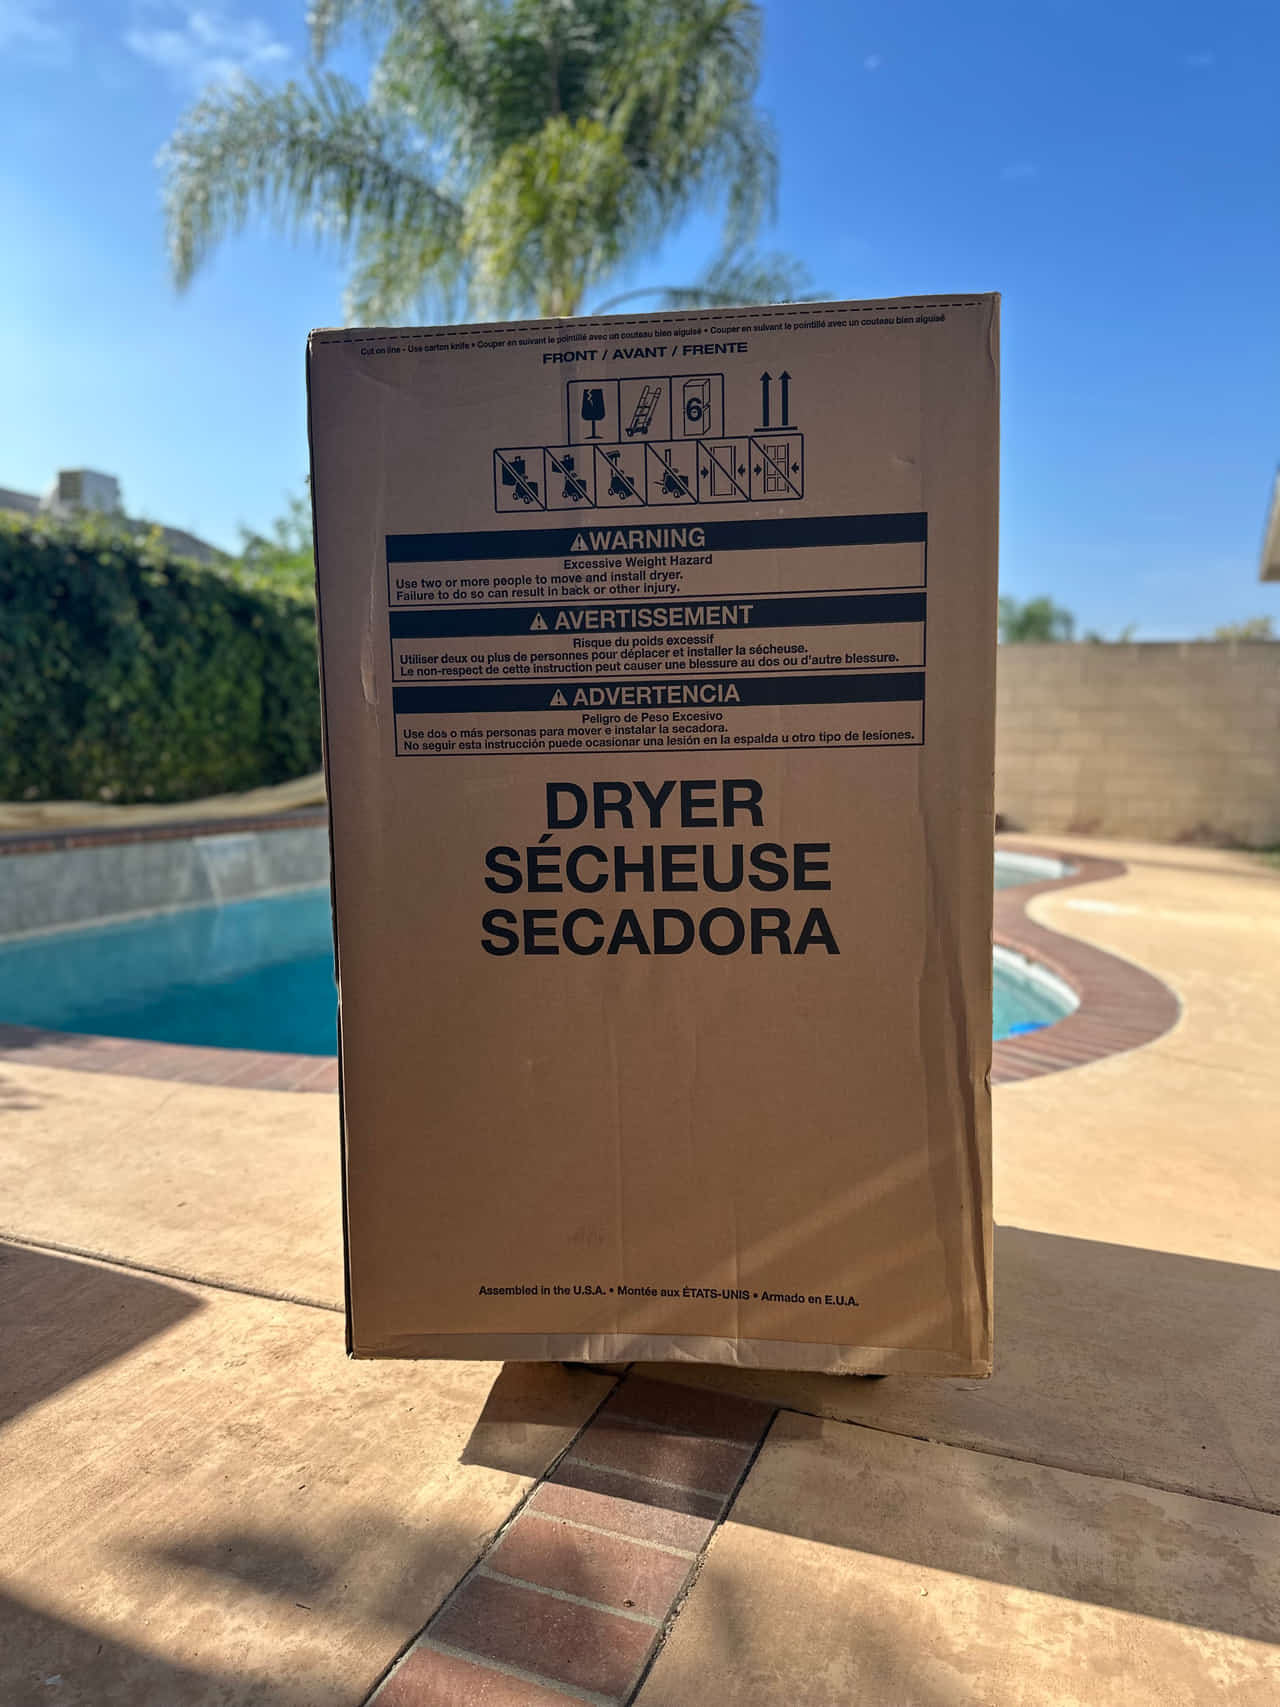 Cut on line - Use carton knife • Couper en suivant le pointillé avec un couteau bien aiguisé • Couper en suivant le pointillé avec un couteau bien aiguisé
FRONT / AVANT / FRENTE
6
WARNING
Excessive Weight Hazard
Use two or more people to move and install dryer.
Failure to do so can result in back or other injury.
AVERTISSEMENT
Risque du poids excessif
Utiliser deux ou plus de personnes pour déplacer et installer la sécheuse.
Le non-respect de cette instruction peut causer une blessure au dos ou d'autre blessure.
ADVERTENCIA
Peligro de Peso Excesivo
Use dos o más personas para mover e instalar la secadora.
No seguir esta instrucción puede ocasionar una lesión en la espalda u otro tipo de lesiones.
DRYER
SÉCHEUSE
SECADORA
Assembled in the U.S.A. • Montée aux ÉTATS-UNIS • Armado en E.U.A.